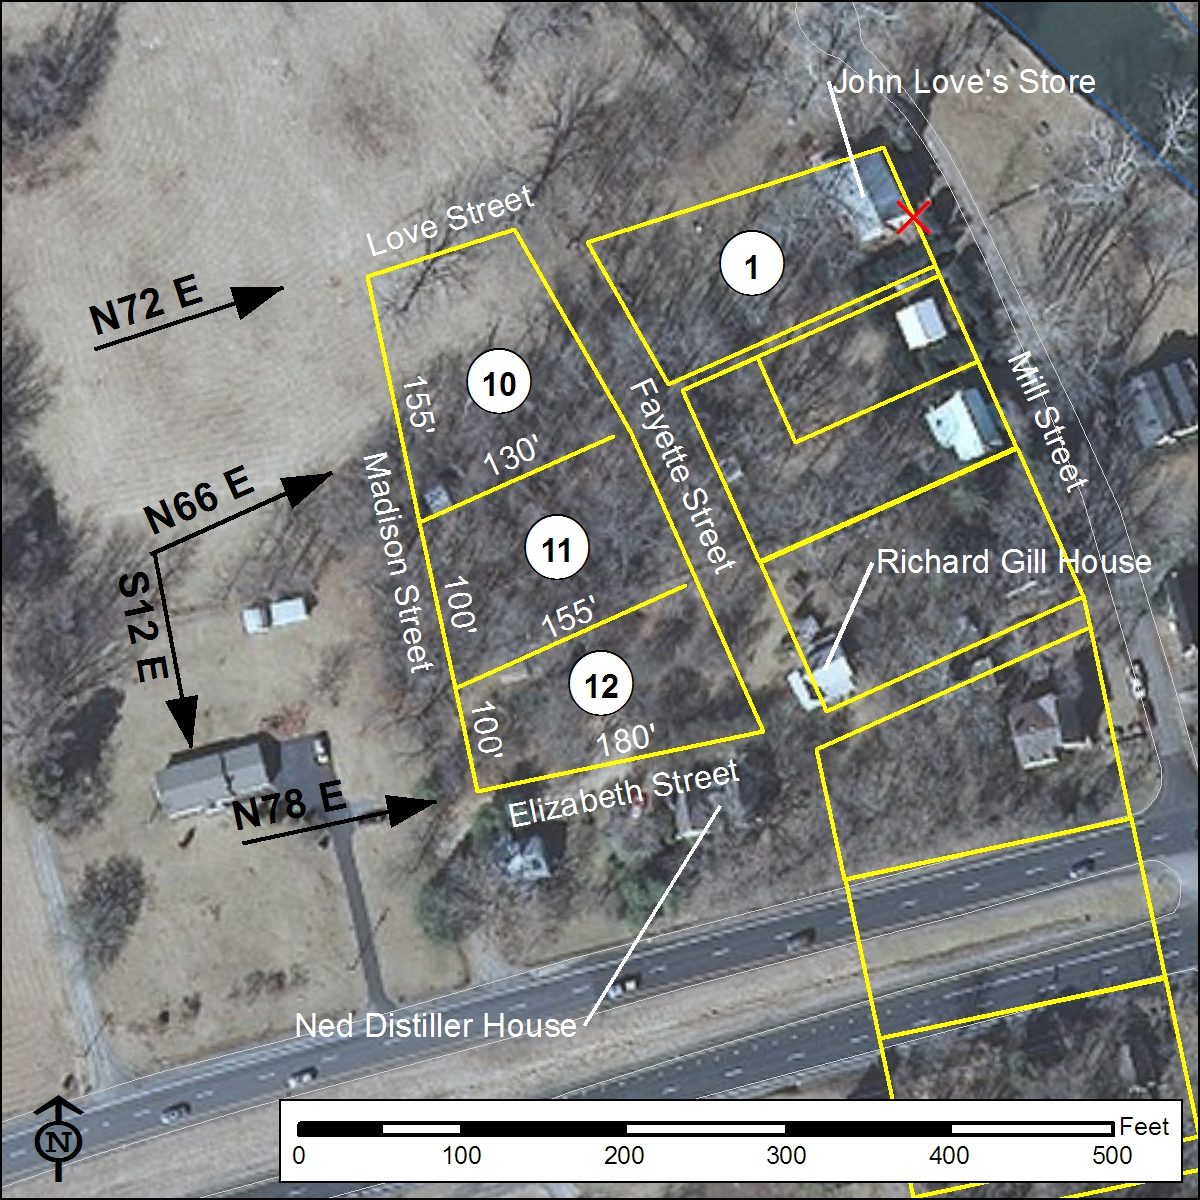 John Love's Store
Love Street
1
N72 E
10
155'
Fayette Street
Mill Street
130'
Madison Street
N66 E
11
Richard Gill House
S12 E
100'
155'
12
100'
180'
Elizabeth Street
N78 E
Ned Distiller House
N
Feet
0 100 200 300 400 500